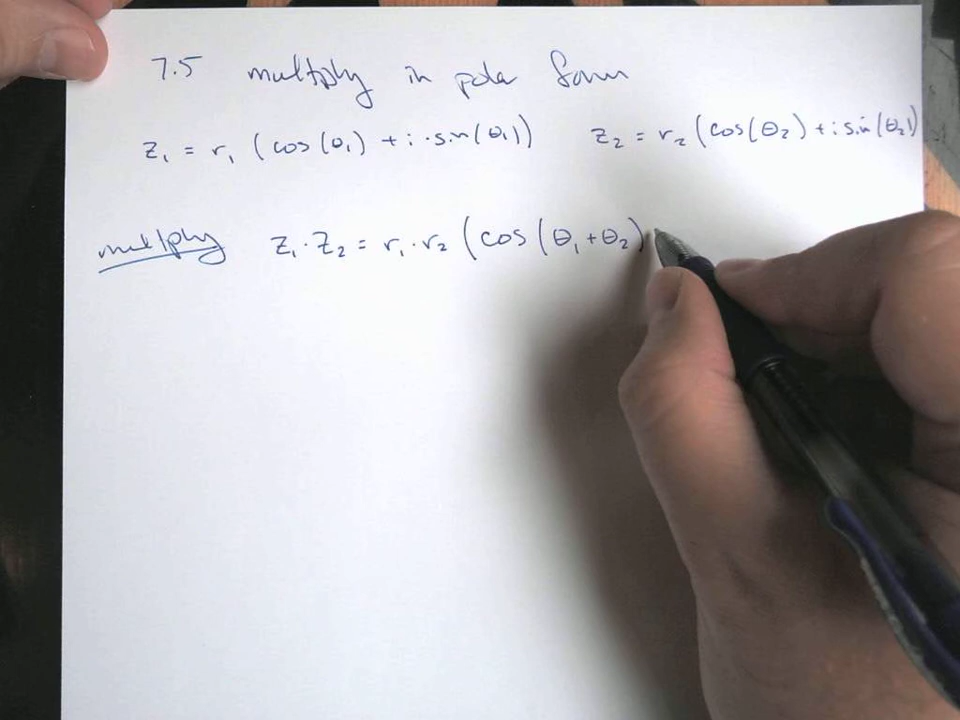 7.5 multiply in pola form
z₁ = r₁ (cos(θ₁) + i · sin(θ₁)) z₂ = r₂ (cos(θ₂) + i sin(θ₂))
multiply z₁ · z₂ = r₁ · r₂ (cos(θ₁ + θ₂)